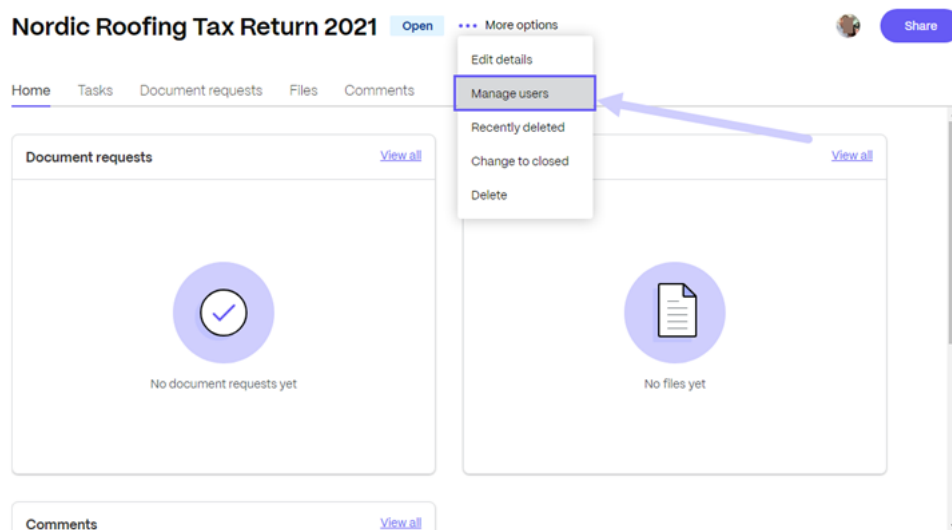 Nordic Roofing Tax Return 2021 Open More options Share
Edit details
Home Tasks Document requests Files Comments
Manage users
Recently deleted
Change to closed
Delete
Document requests View all
View all
No document requests yet
No files yet
Comments View all